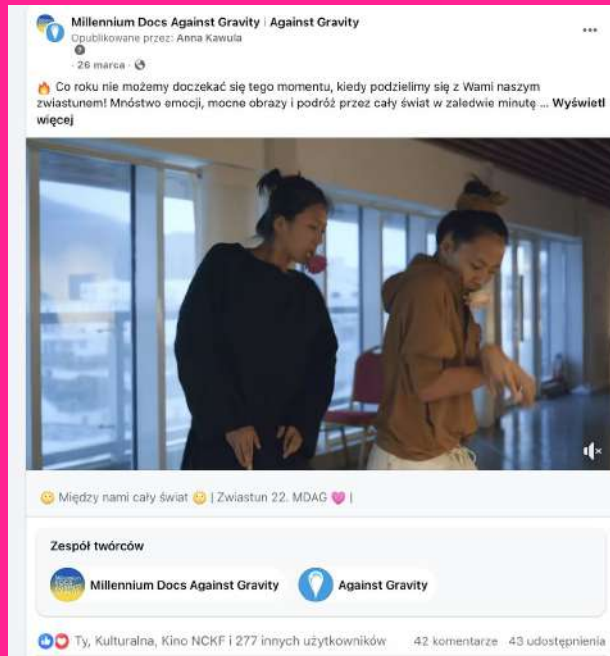 Millennium Docs Against Gravity i Against Gravity
Opublikowane przez: Anna Kawula
· 26 marca ·
🔥 Co roku nie możemy doczekać się tego momentu, kiedy podzielimy się z Wami naszym
zwiastunem! Mnóstwo emocji, mocne obrazy i podróż przez cały świat w zaledwie minutę ... Wyświetl
więcej
😳 Między nami cały świat 😳 | Zwiastun 22. MDAG 💗 |
Zespół twórców
Millennium Docs Against Gravity
Against Gravity
Ty, Kulturalna, Kino NCKF i 277 innych użytkowników 42 komentarze 43 udostępnienia